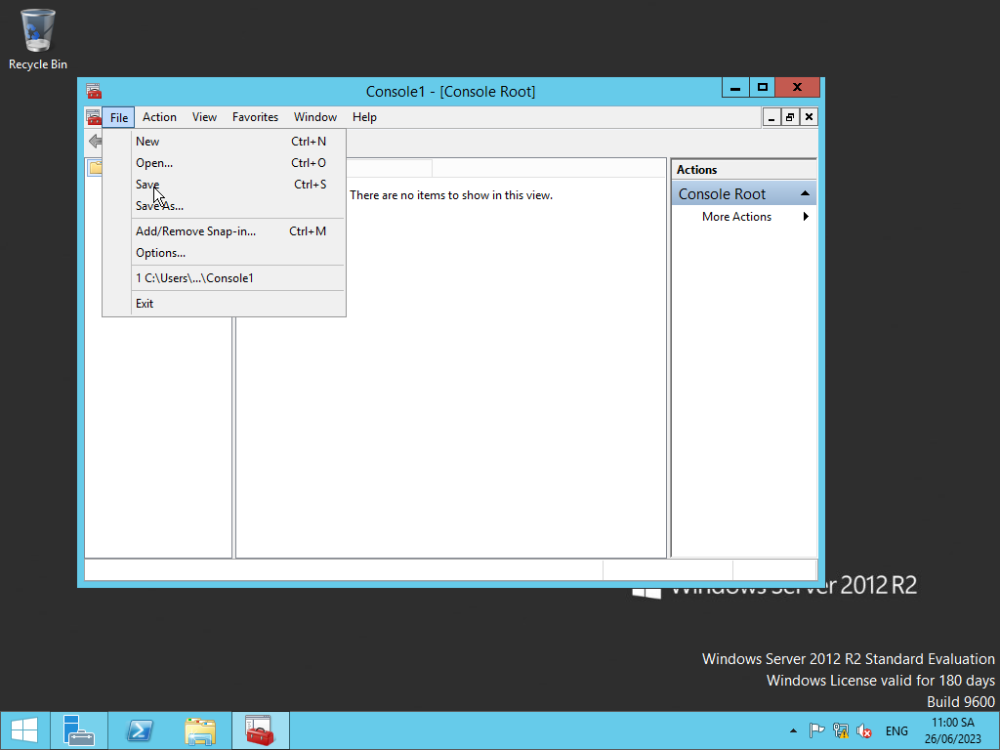 Recycle Bin
Console1 - [Console Root]
File Action View Favorites Window Help
New Ctrl+N
Open... Ctrl+O
Save Ctrl+S
Save As...
Add/Remove Snap-in... Ctrl+M
Options...
1 C:\Users\...\Console1
Exit
There are no items to show in this view.
Actions
Console Root
More Actions
Windows Server 2012 R2
Windows Server 2012 R2 Standard Evaluation
Windows License valid for 180 days
Build 9600
ENG
11:00 SA
26/06/2023